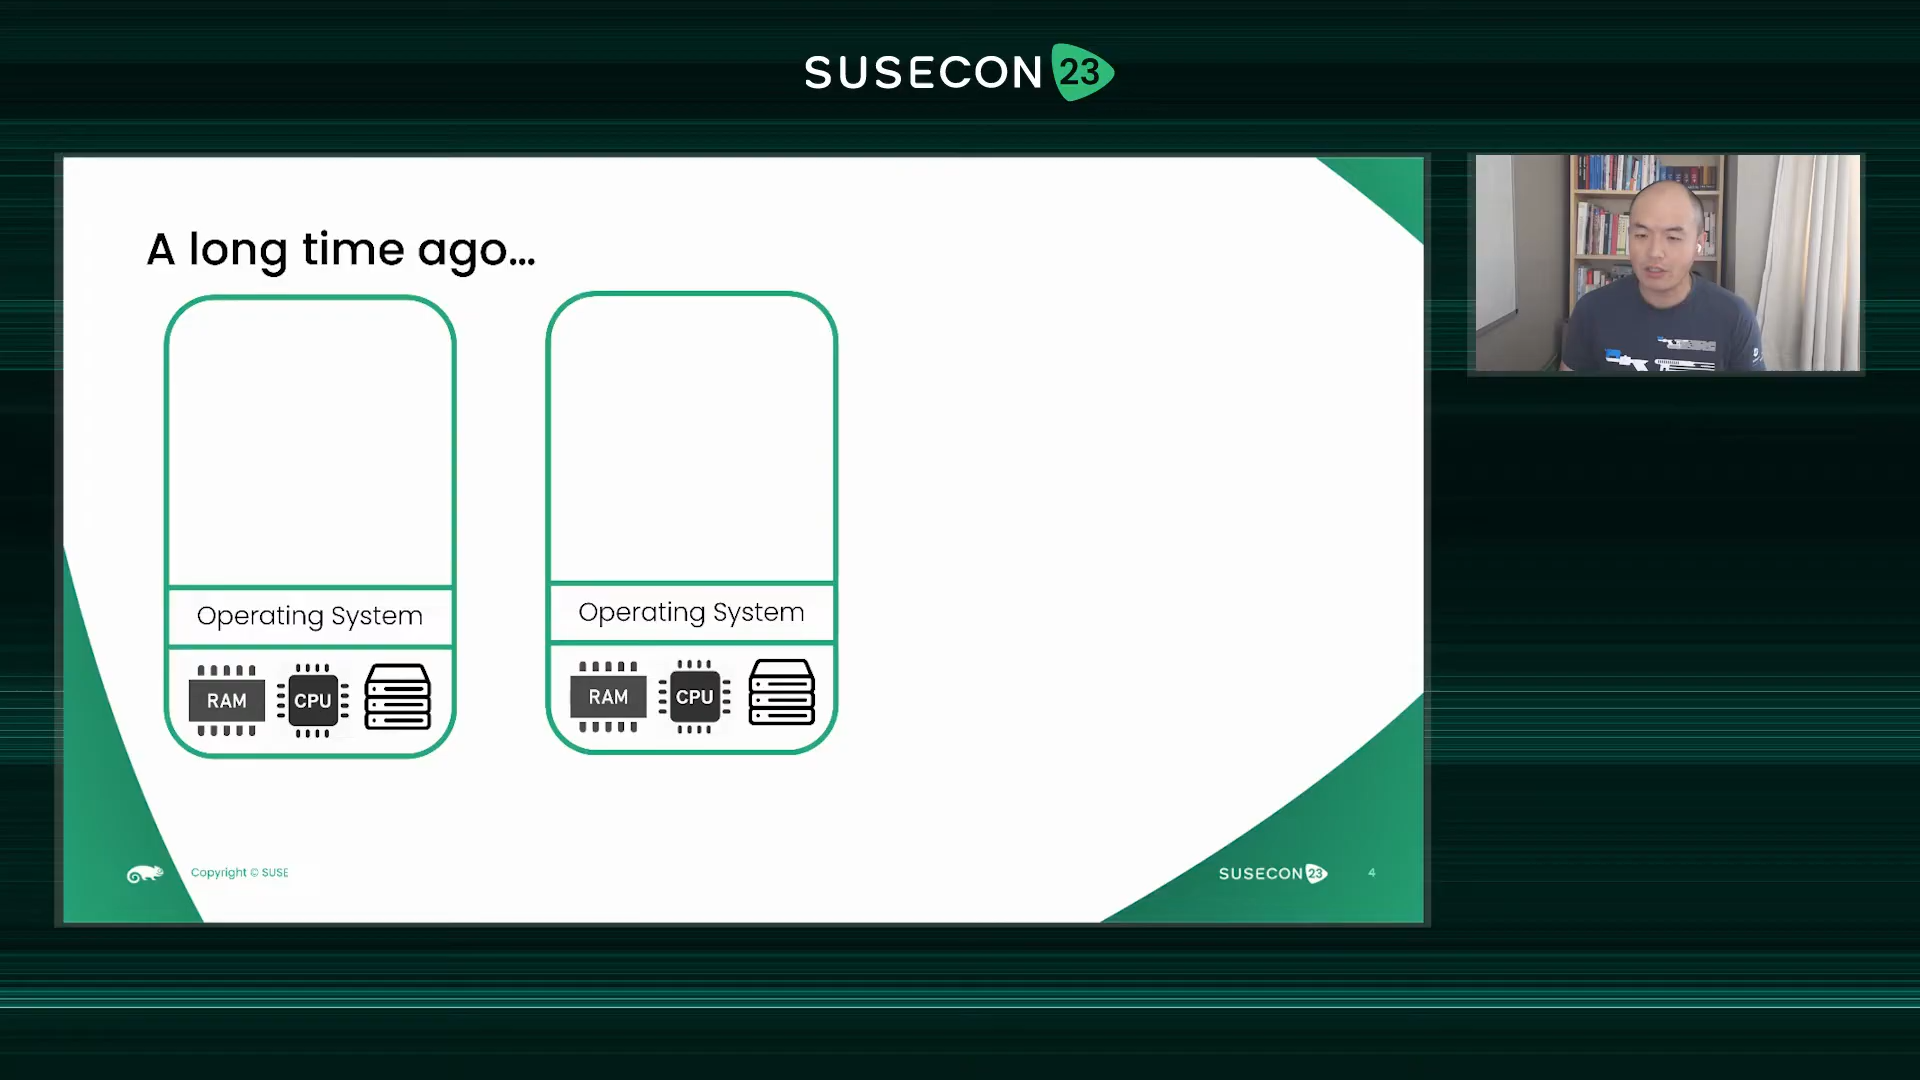 SUSECON 23
A long time ago...
Operating System
Operating System
RAM CPU
RAM CPU
Copyright © SUSE
SUSECON 23
4